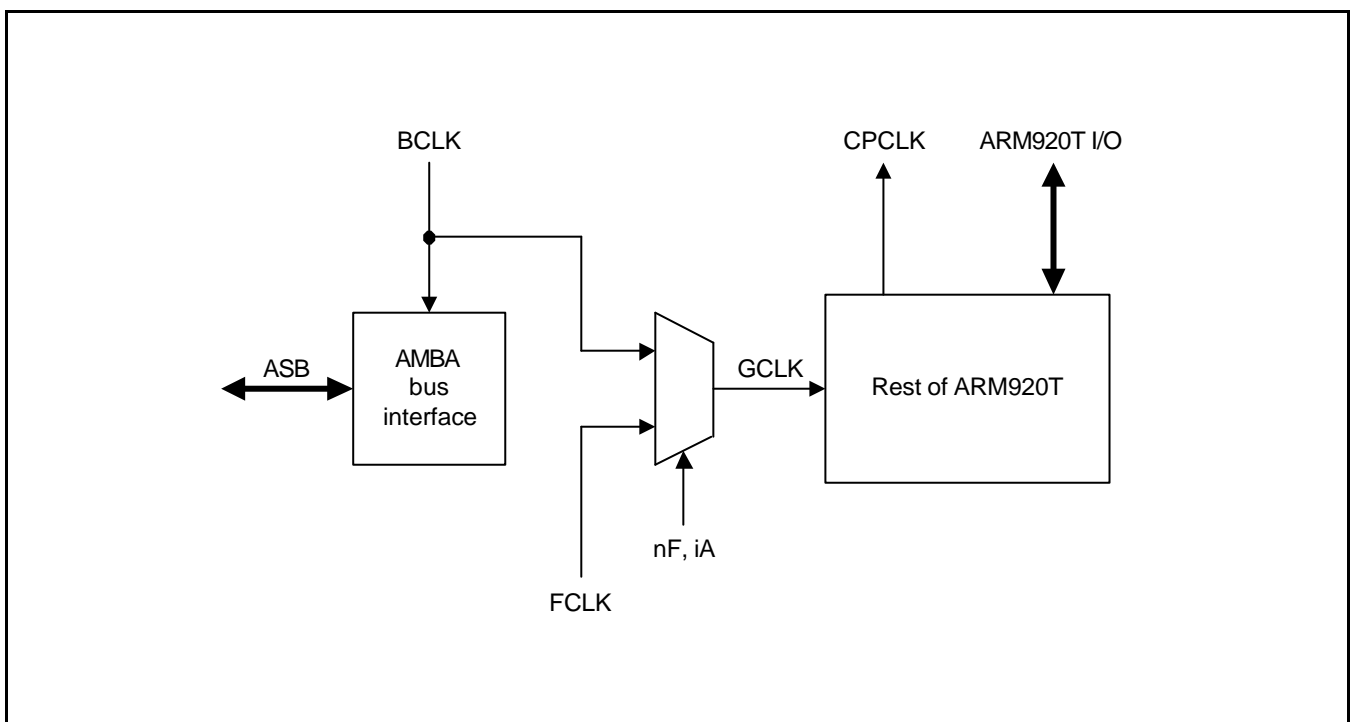 BCLK
CPCLK
ARM920T I/O
ASB
AMBA
bus
interface
GCLK
Rest of ARM920T
nF, iA
FCLK